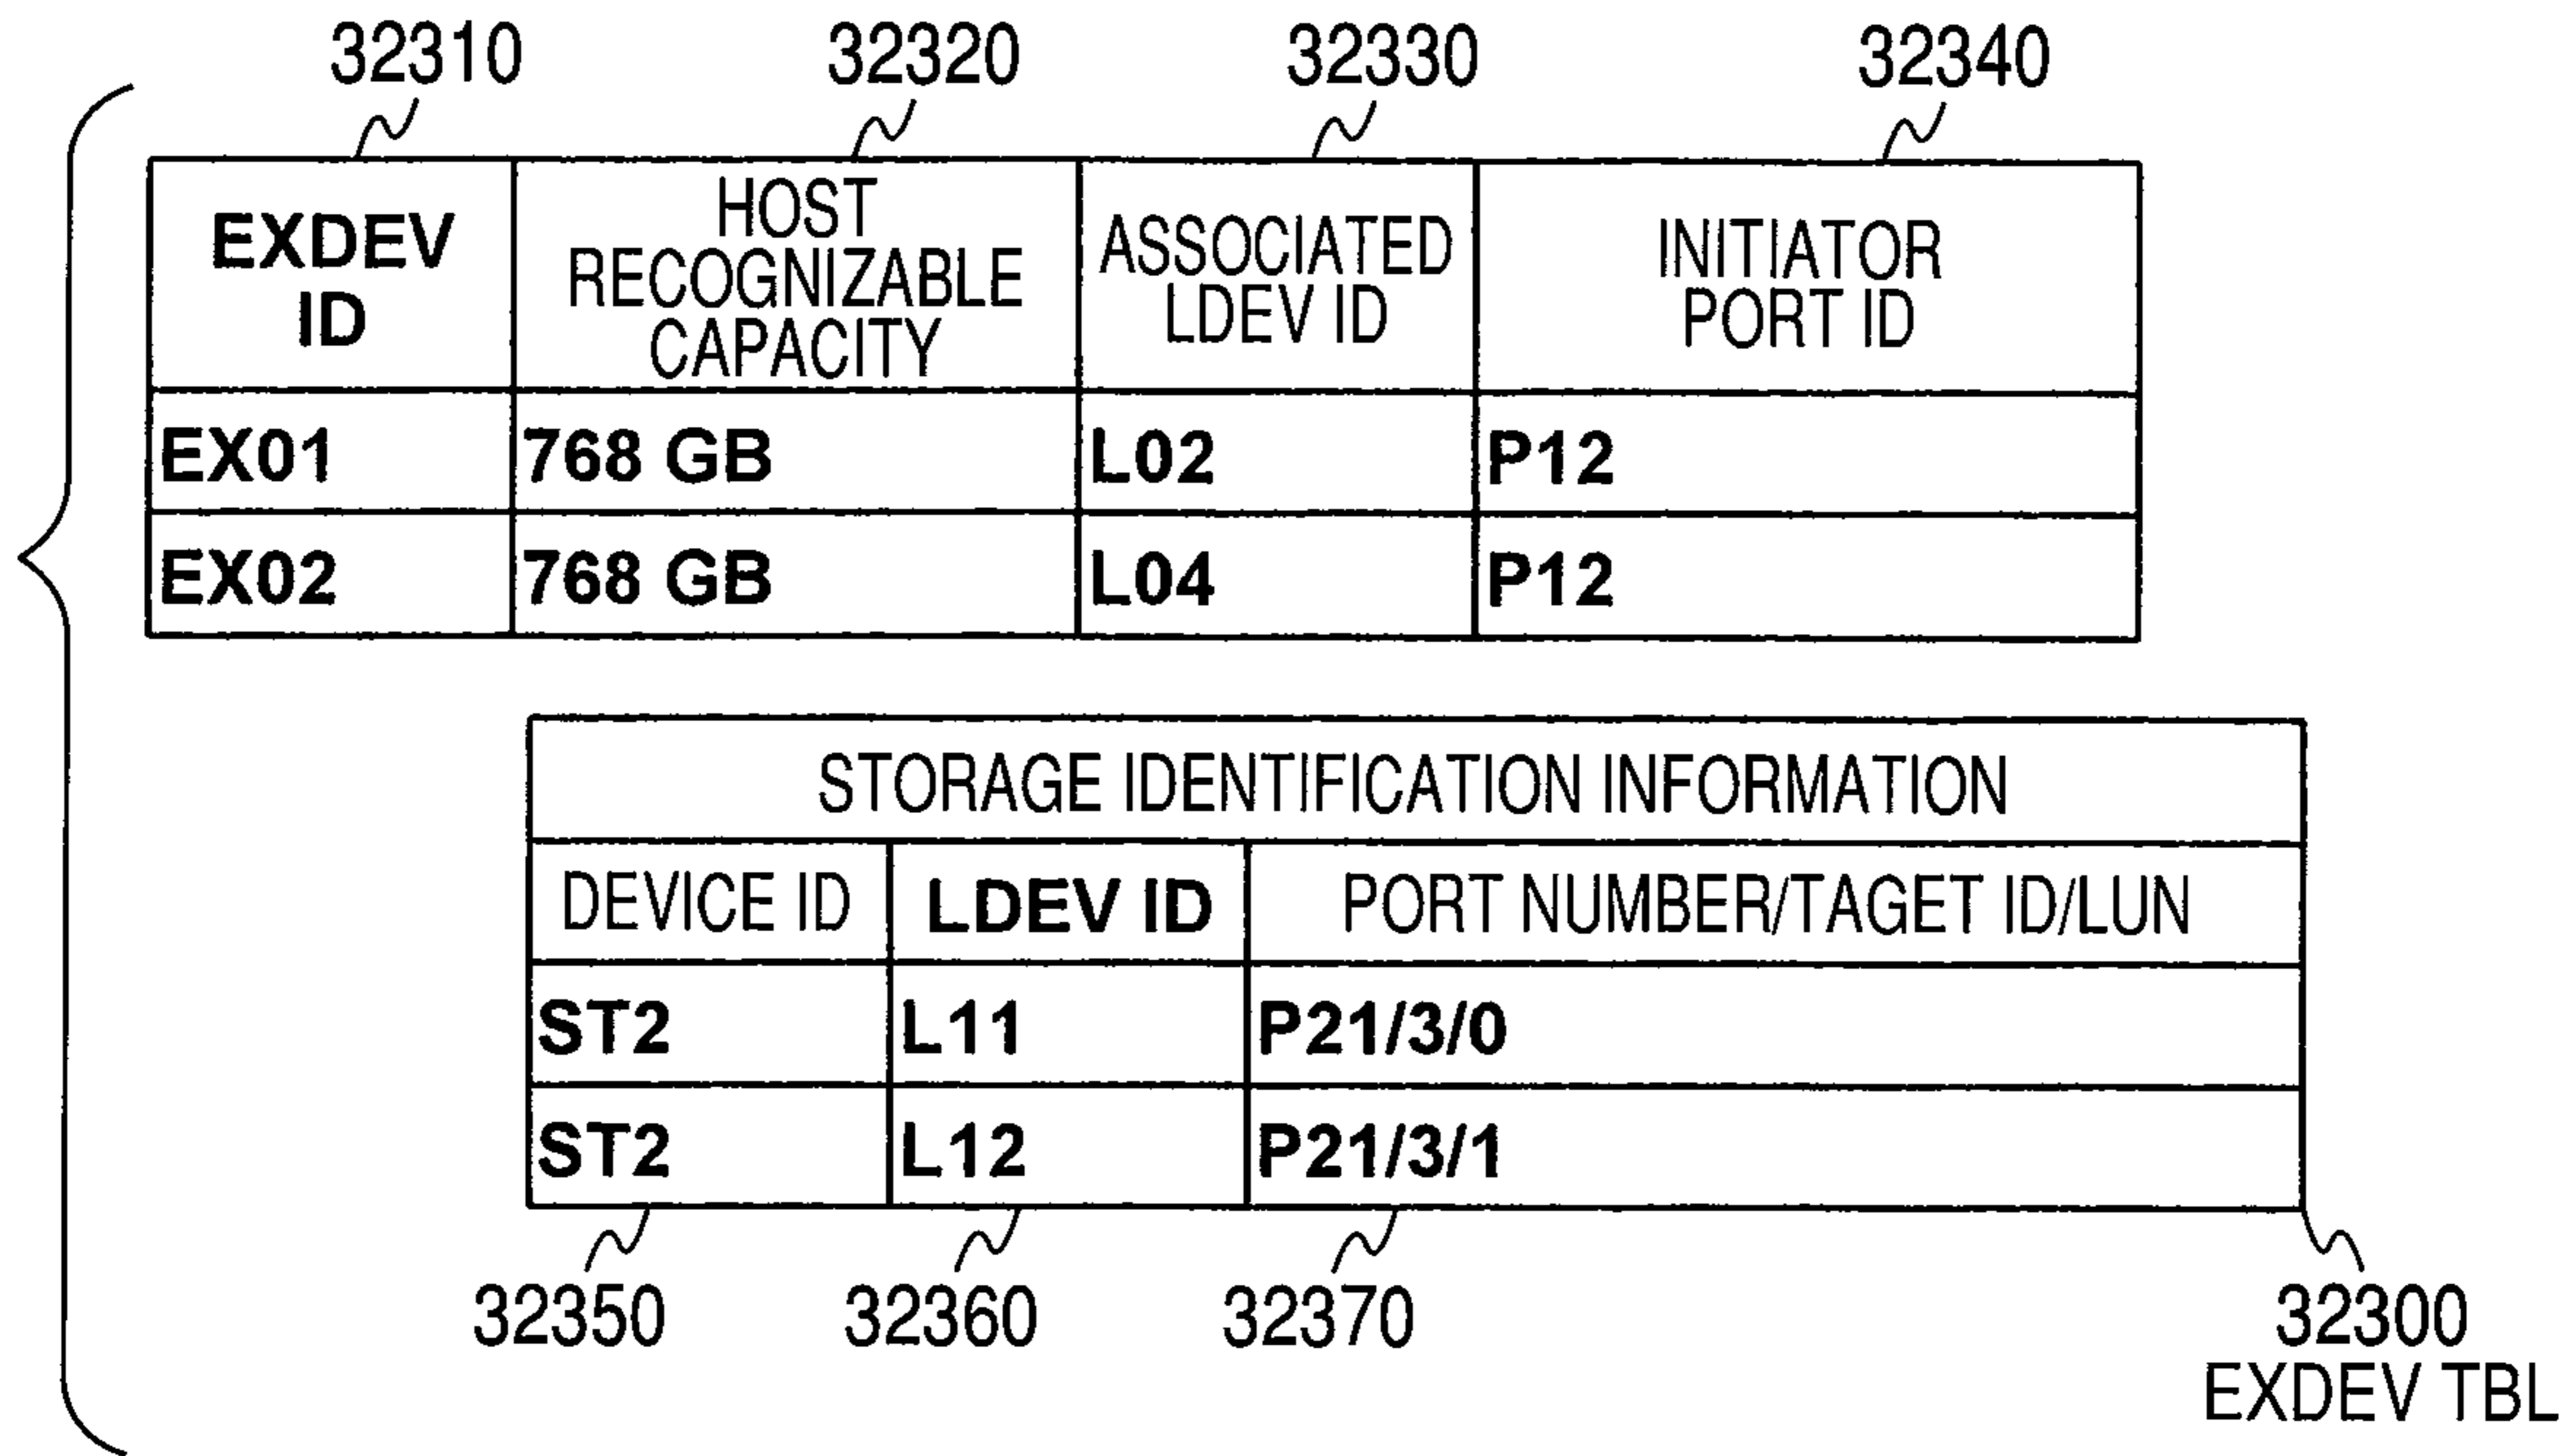 32310 32320 32330 32340
EXDEV ID HOST RECOGNIZABLE CAPACITY ASSOCIATED LDEV ID INITIATOR PORT ID
EX01 768 GB L02 P12
EX02 768 GB L04 P12
STORAGE IDENTIFICATION INFORMATION
DEVICE ID LDEV ID PORT NUMBER/TAGET ID/LUN
ST2 L11 P21/3/0
ST2 L12 P21/3/1
32350 32360 32370 32300
EXDEV TBL